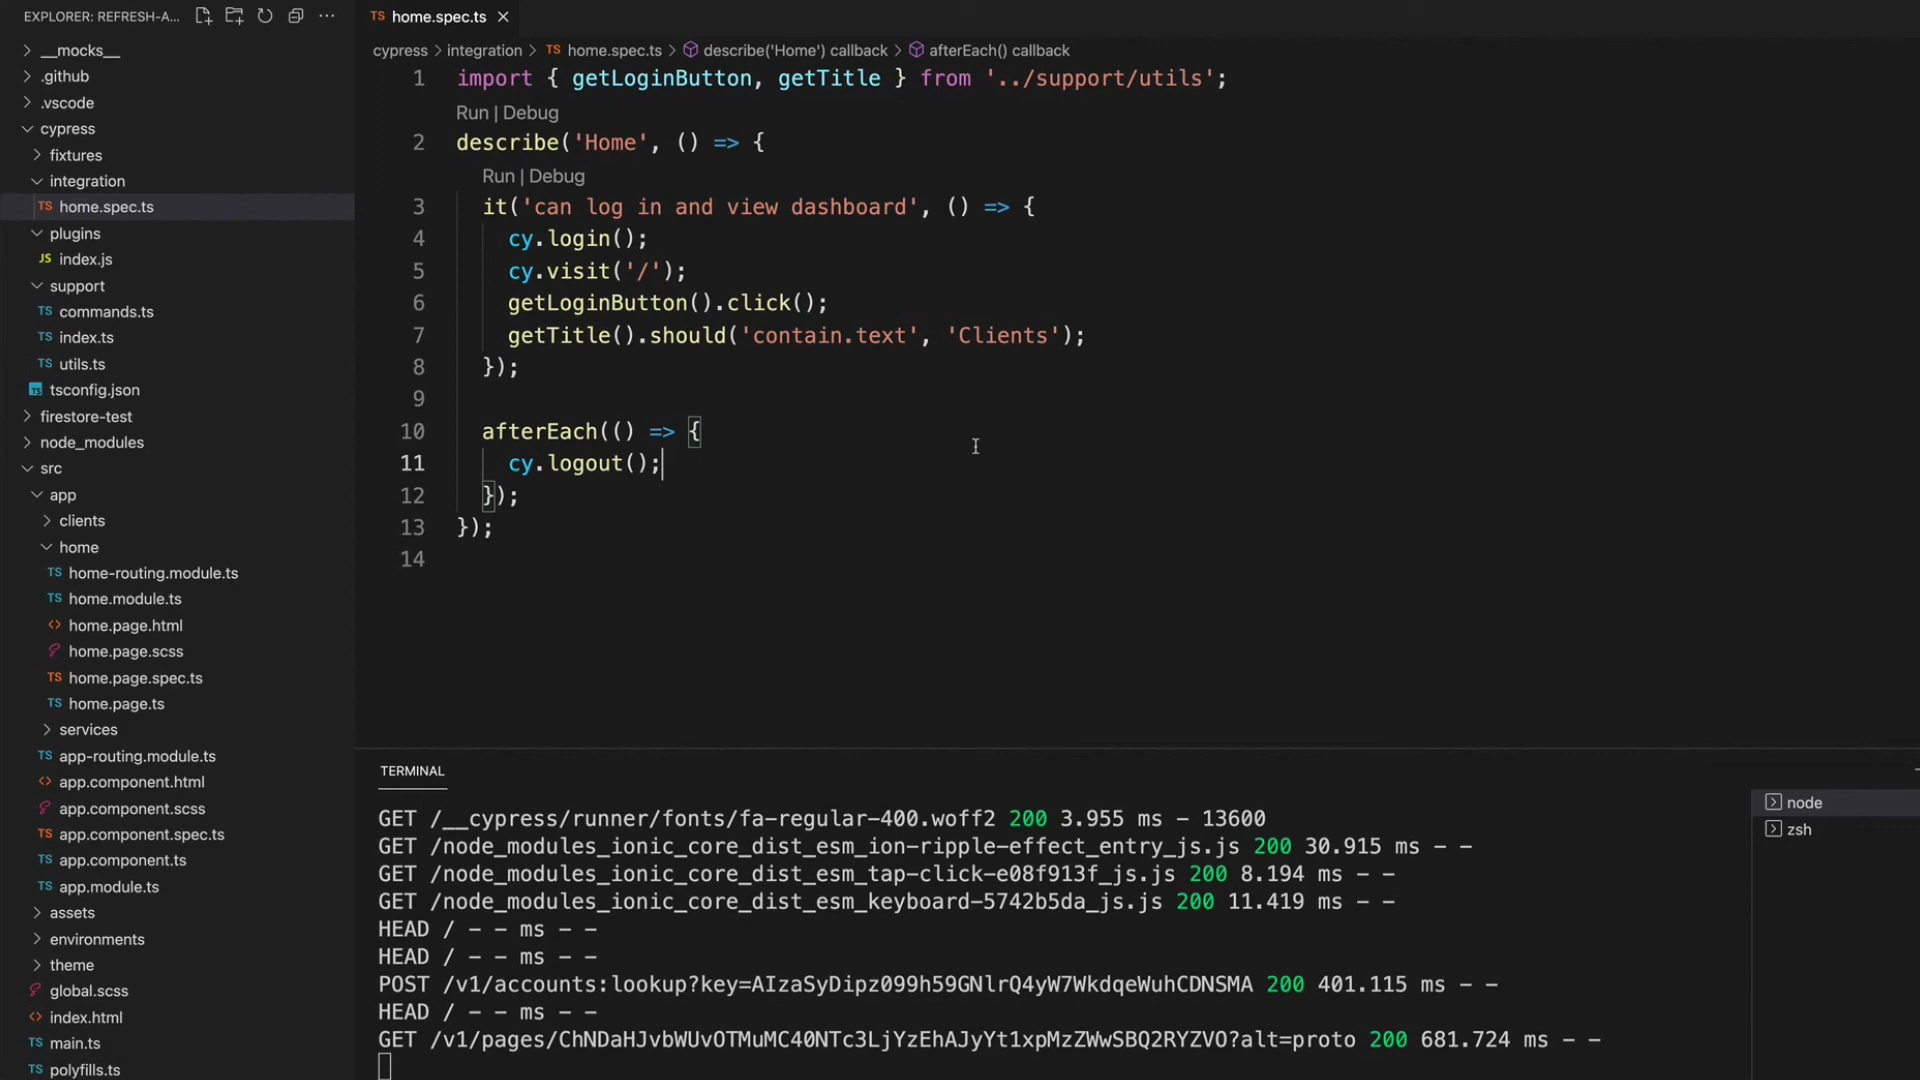 EXPLORER: REFRESH-A...
__mocks__
.github
.vscode
cypress
fixtures
integration
TS home.spec.ts
plugins
JS index.js
support
TS commands.ts
TS index.ts
TS utils.ts
tsconfig.json
firestore-test
node_modules
src
app
clients
home
TS home-routing.module.ts
TS home.module.ts
<> home.page.html
home.page.scss
TS home.page.spec.ts
TS home.page.ts
services
TS app-routing.module.ts
<> app.component.html
app.component.scss
TS app.component.spec.ts
TS app.component.ts
TS app.module.ts
assets
environments
theme
global.scss
<> index.html
TS main.ts
TS polyfills.ts
TS home.spec.ts
cypress > integration > TS home.spec.ts > describe('Home') callback > afterEach() callback
1 import { getLoginButton, getTitle } from '../support/utils';
Run | Debug
2 describe('Home', () => {
Run | Debug
3 it('can log in and view dashboard', () => {
4 cy.login();
5 cy.visit('/');
6 getLoginButton().click();
7 getTitle().should('contain.text', 'Clients');
8 });
9
10 afterEach(() => {
11 cy.logout();
12 });
13 });
14
TERMINAL
GET /__cypress/runner/fonts/fa-regular-400.woff2 200 3.955 ms - 13600
GET /node_modules_ionic_core_dist_esm_ion-ripple-effect_entry_js.js 200 30.915 ms - -
GET /node_modules_ionic_core_dist_esm_tap-click-e08f913f_js.js 200 8.194 ms - -
GET /node_modules_ionic_core_dist_esm_keyboard-5742b5da_js.js 200 11.419 ms - -
HEAD / - - ms - -
HEAD / - - ms - -
POST /v1/accounts:lookup?key=AIzaSyDipz099h59GNlrQ4yW7WkdqeWuhCDNSMA 200 401.115 ms - -
HEAD / - - ms - -
GET /v1/pages/ChNDaHJvbWUvOTMuMC40NTc3LjYzEhAJyYt1xpMzZWwSBQ2RYZVO?alt=proto 200 681.724 ms - -
node
zsh